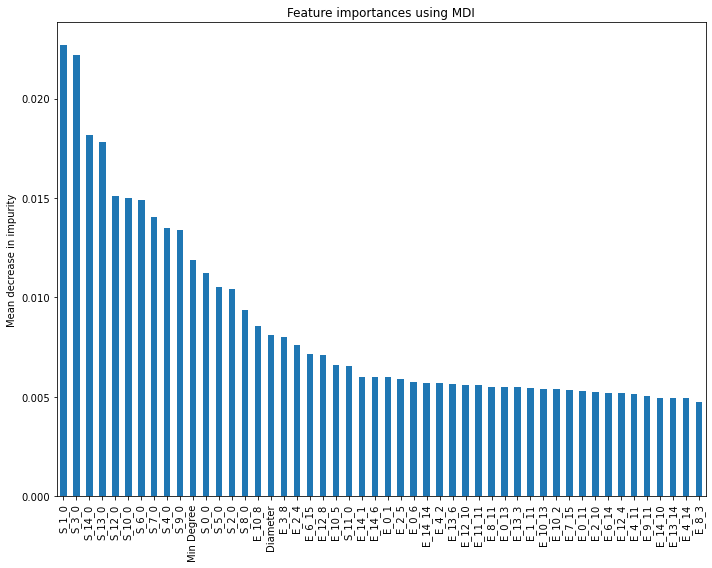 Feature importances using MDI
Mean decrease in impurity
0.020
0.015
0.010
0.005
0.000
S_1_0
S_3_0
S_14_0
S_13_0
S_12_0
S_10_0
S_6_0
S_7_0
S_4_0
S_9_0
Min Degree
S_0_0
S_5_0
S_2_0
S_8_0
E_10_8
Diameter
E_3_8
E_2_4
E_6_15
E_12_8
E_10_5
S_11_0
E_14_1
E_14_6
E_0_1
E_2_5
E_0_6
E_14_14
E_4_2
E_13_6
E_12_10
E_11_11
E_8_11
E_0_13
E_13_3
E_1_11
E_10_13
E_10_2
E_7_15
E_0_11
E_2_10
E_6_14
E_12_4
E_4_11
E_9_11
E_14_10
E_13_14
E_4_14
E_8_3